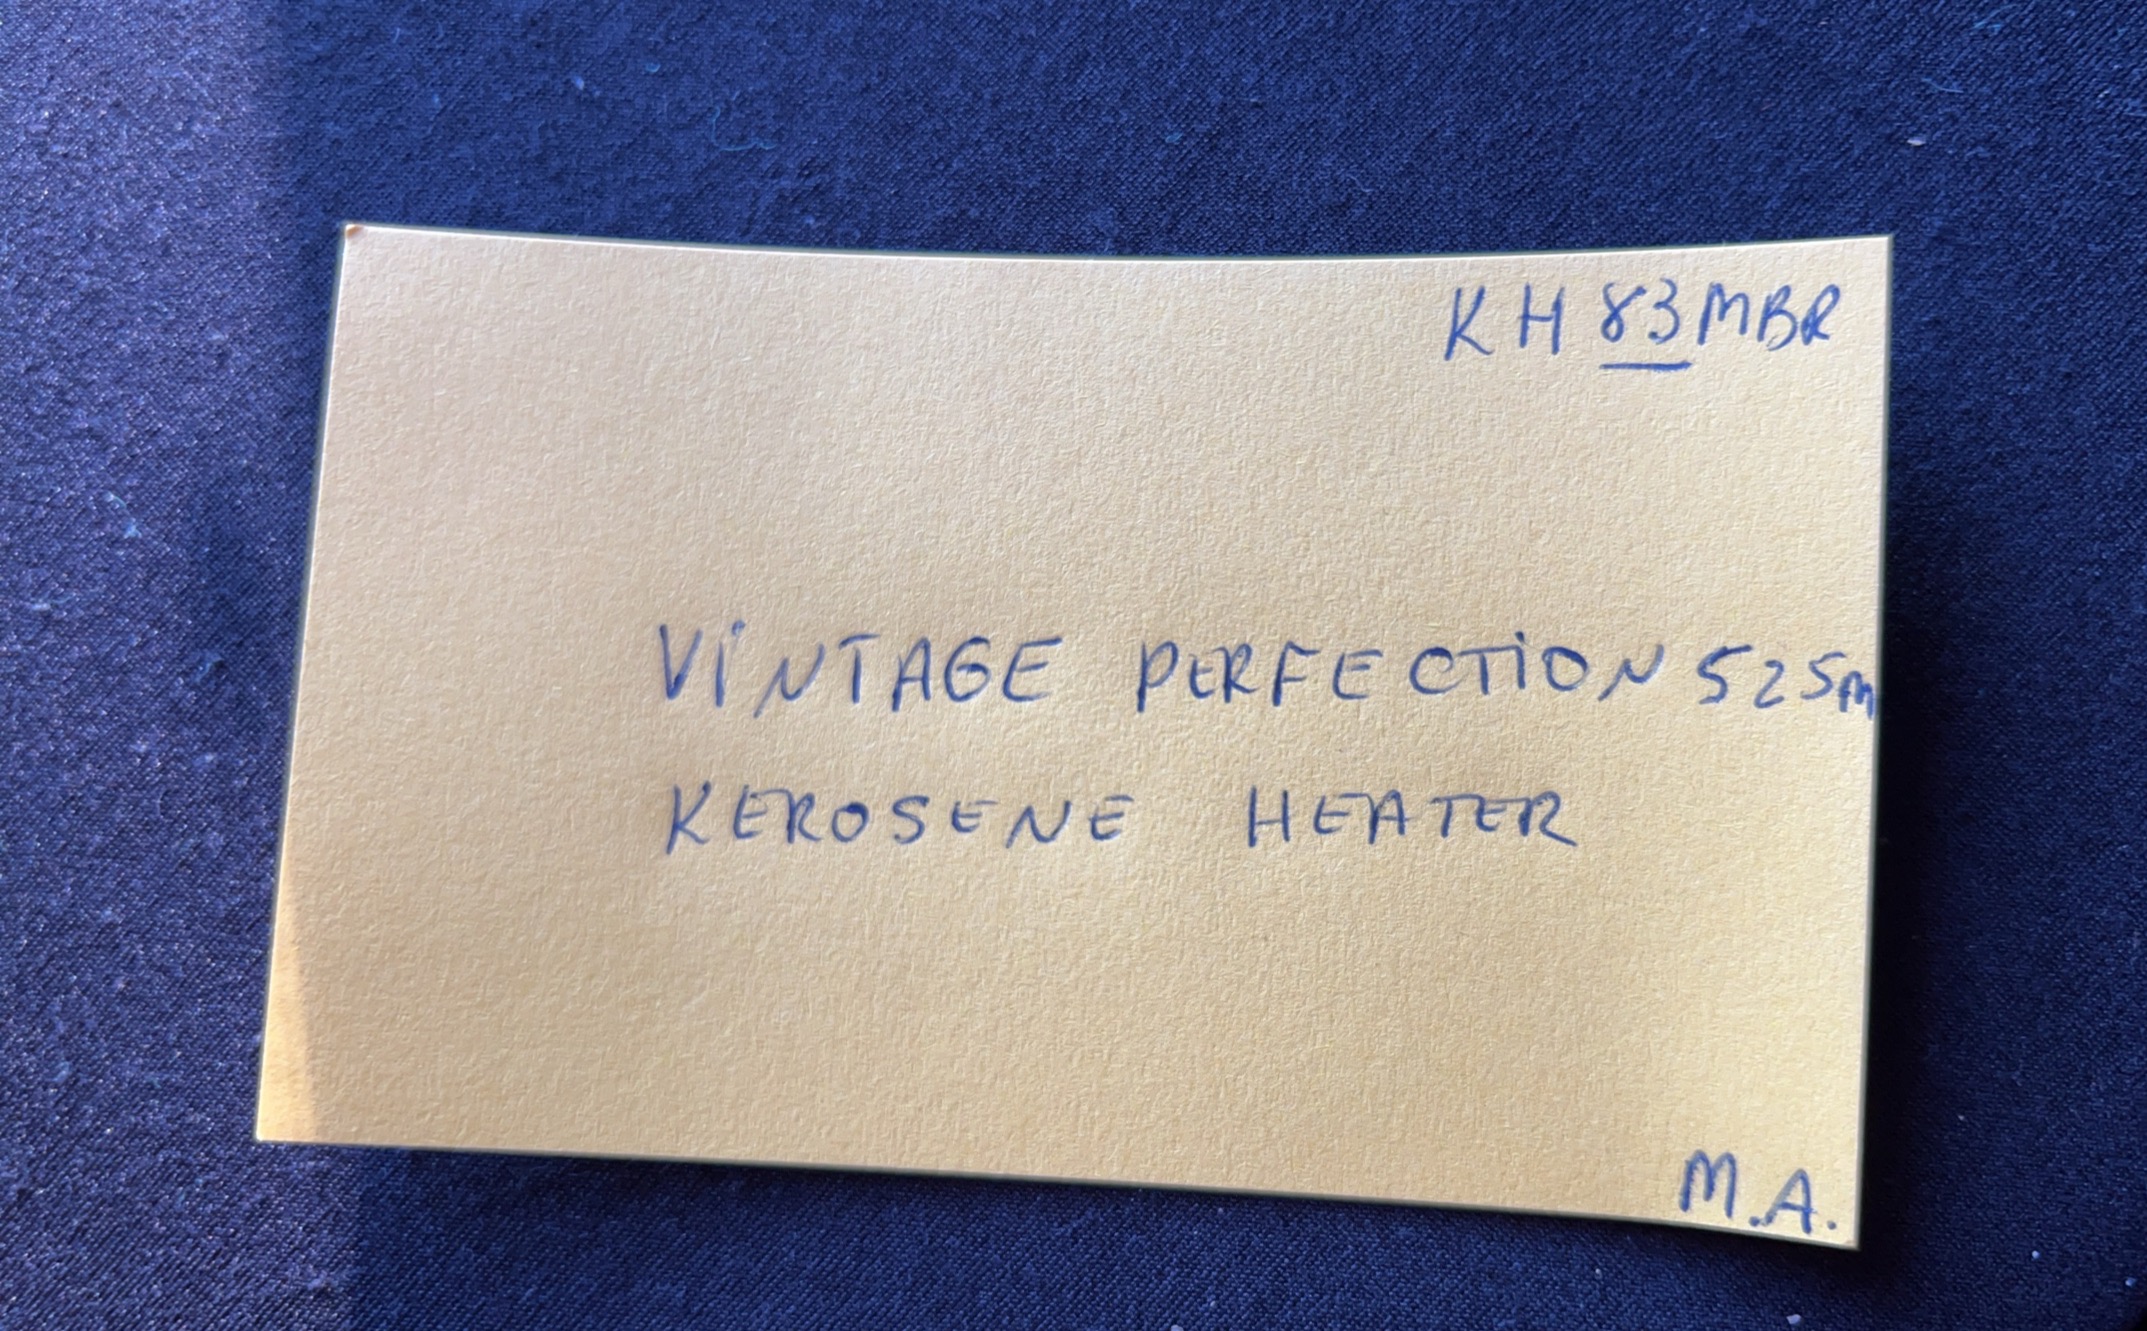 KH 83MBR
ViNTAGE PERFECTiON 525m
KEROSENE HEATER
M.A.